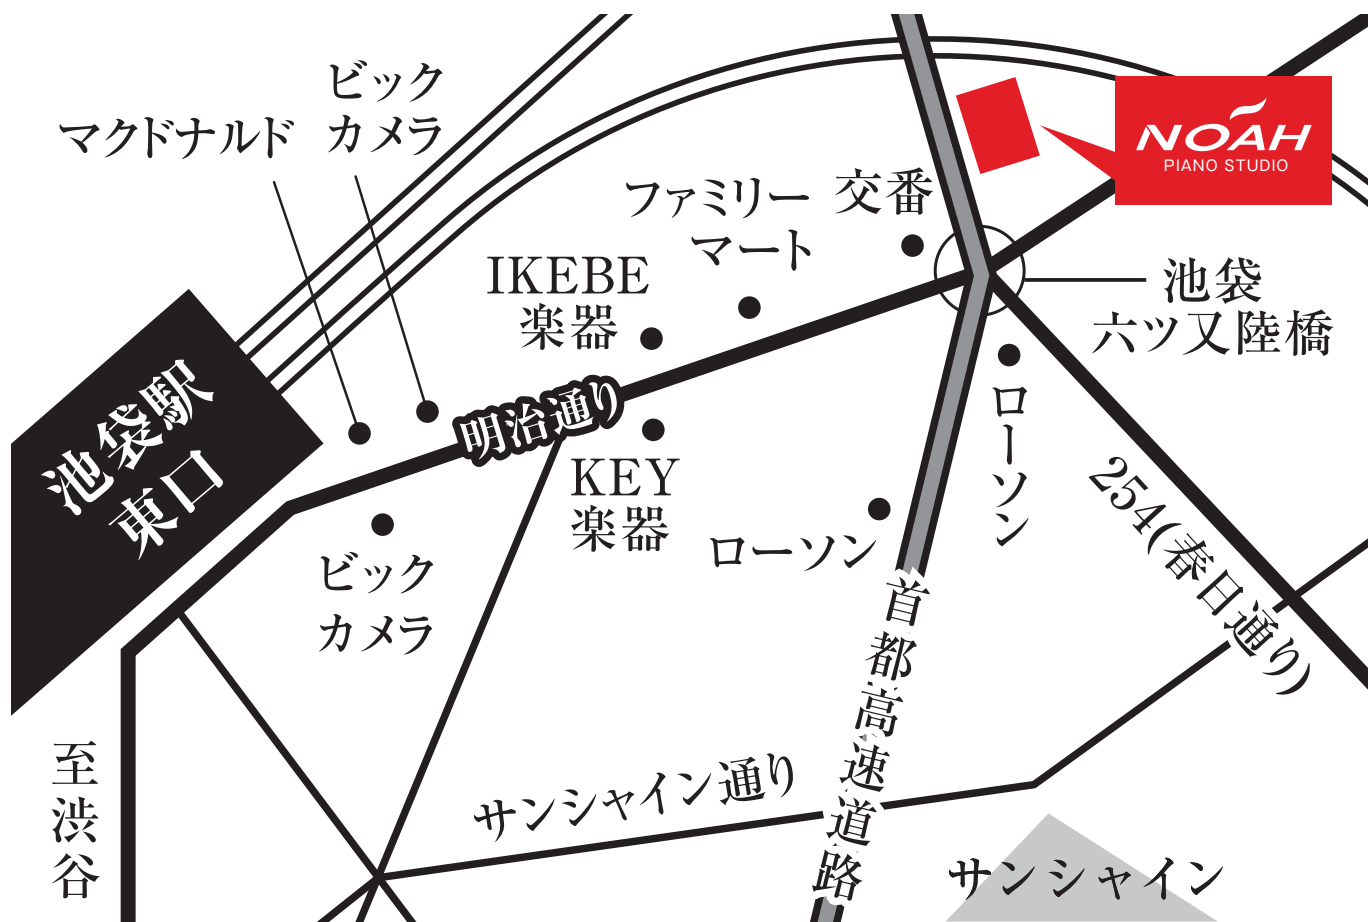 ビック
カメラ
マクドナルド
NOAH
PIANO STUDIO
ファミリー
マート
交番
IKEBE
楽器
池袋
六ツ又陸橋
池袋駅
東口
明治通り
KEY
楽器
ローソン
ローソン
254(春日通り)
ビック
カメラ
首都高速道路
至渋谷
サンシャイン通り
サンシャイン